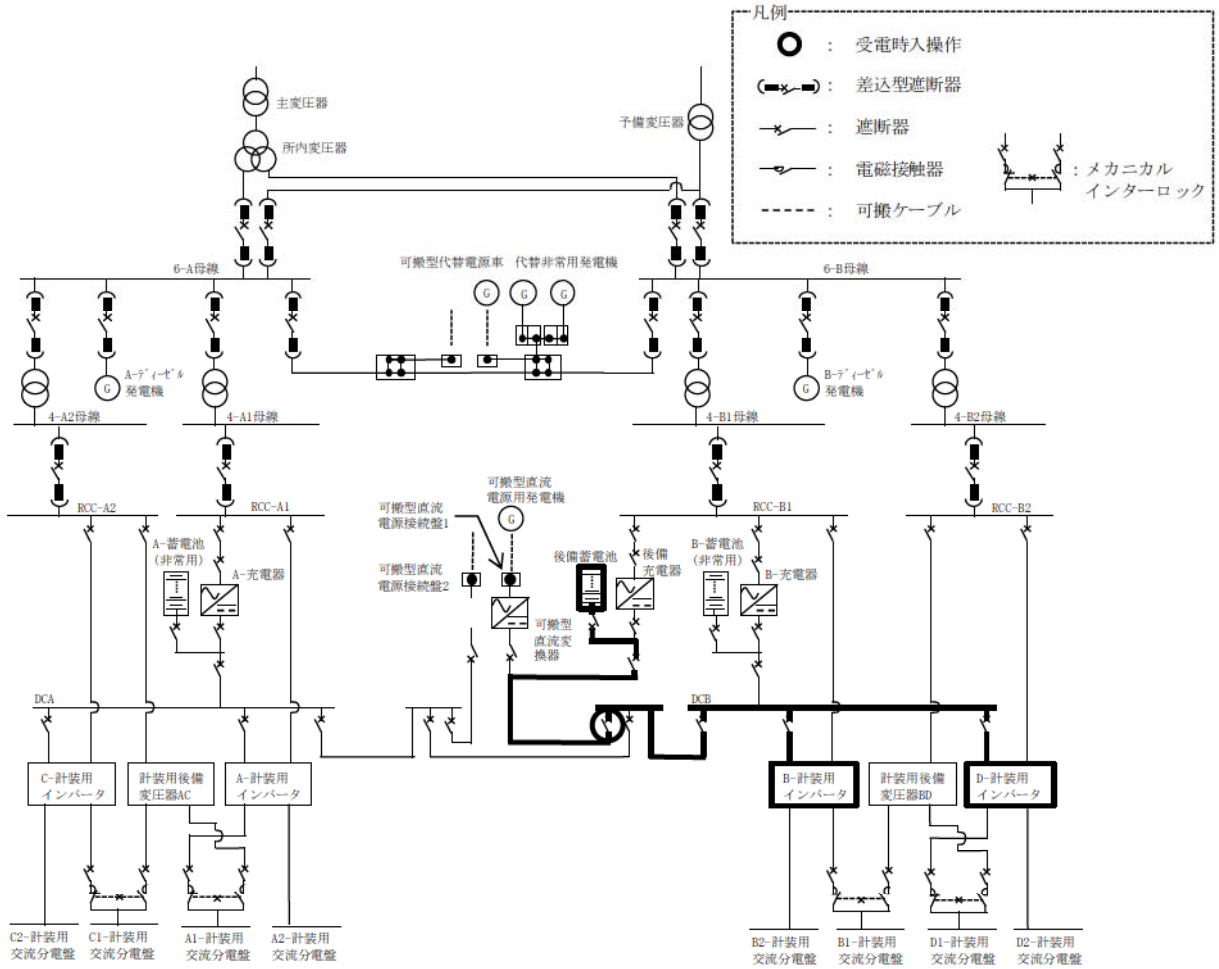 凡例
: 受電時入操作
: 差込型遮断器
: 遮断器
: 電磁接触器
: 可搬ケーブル
: メカニカル
インターロック
主変圧器
所内変圧器
予備変圧器
6-A母線
可搬型代替電源車
代替非常用発電機
6-B母線
G
G
G
A-ディーゼル
発電機
G
B-ディーゼル
発電機
G
4-A2母線
4-A1母線
4-B1母線
4-B2母線
可搬型直流
電源用発電機
G
可搬型直流
電源接続盤1
RCC-A2
RCC-A1
RCC-B1
RCC-B2
A-蓄電池
(非常用)
A-充電器
可搬型直流
電源接続盤2
後備蓄電池
後備
充電器
B-蓄電池
(非常用)
B-充電器
可搬型
直流変
換器
DCA
DCB
C-計装用
インバータ
計装用後備
変圧器AC
A-計装用
インバータ
B-計装用
インバータ
計装用後備
変圧器BD
D-計装用
インバータ
C2-計装用
交流分電盤
C1-計装用
交流分電盤
A1-計装用
交流分電盤
A2-計装用
交流分電盤
B2-計装用
交流分電盤
B1-計装用
交流分電盤
D1-計装用
交流分電盤
D2-計装用
交流分電盤